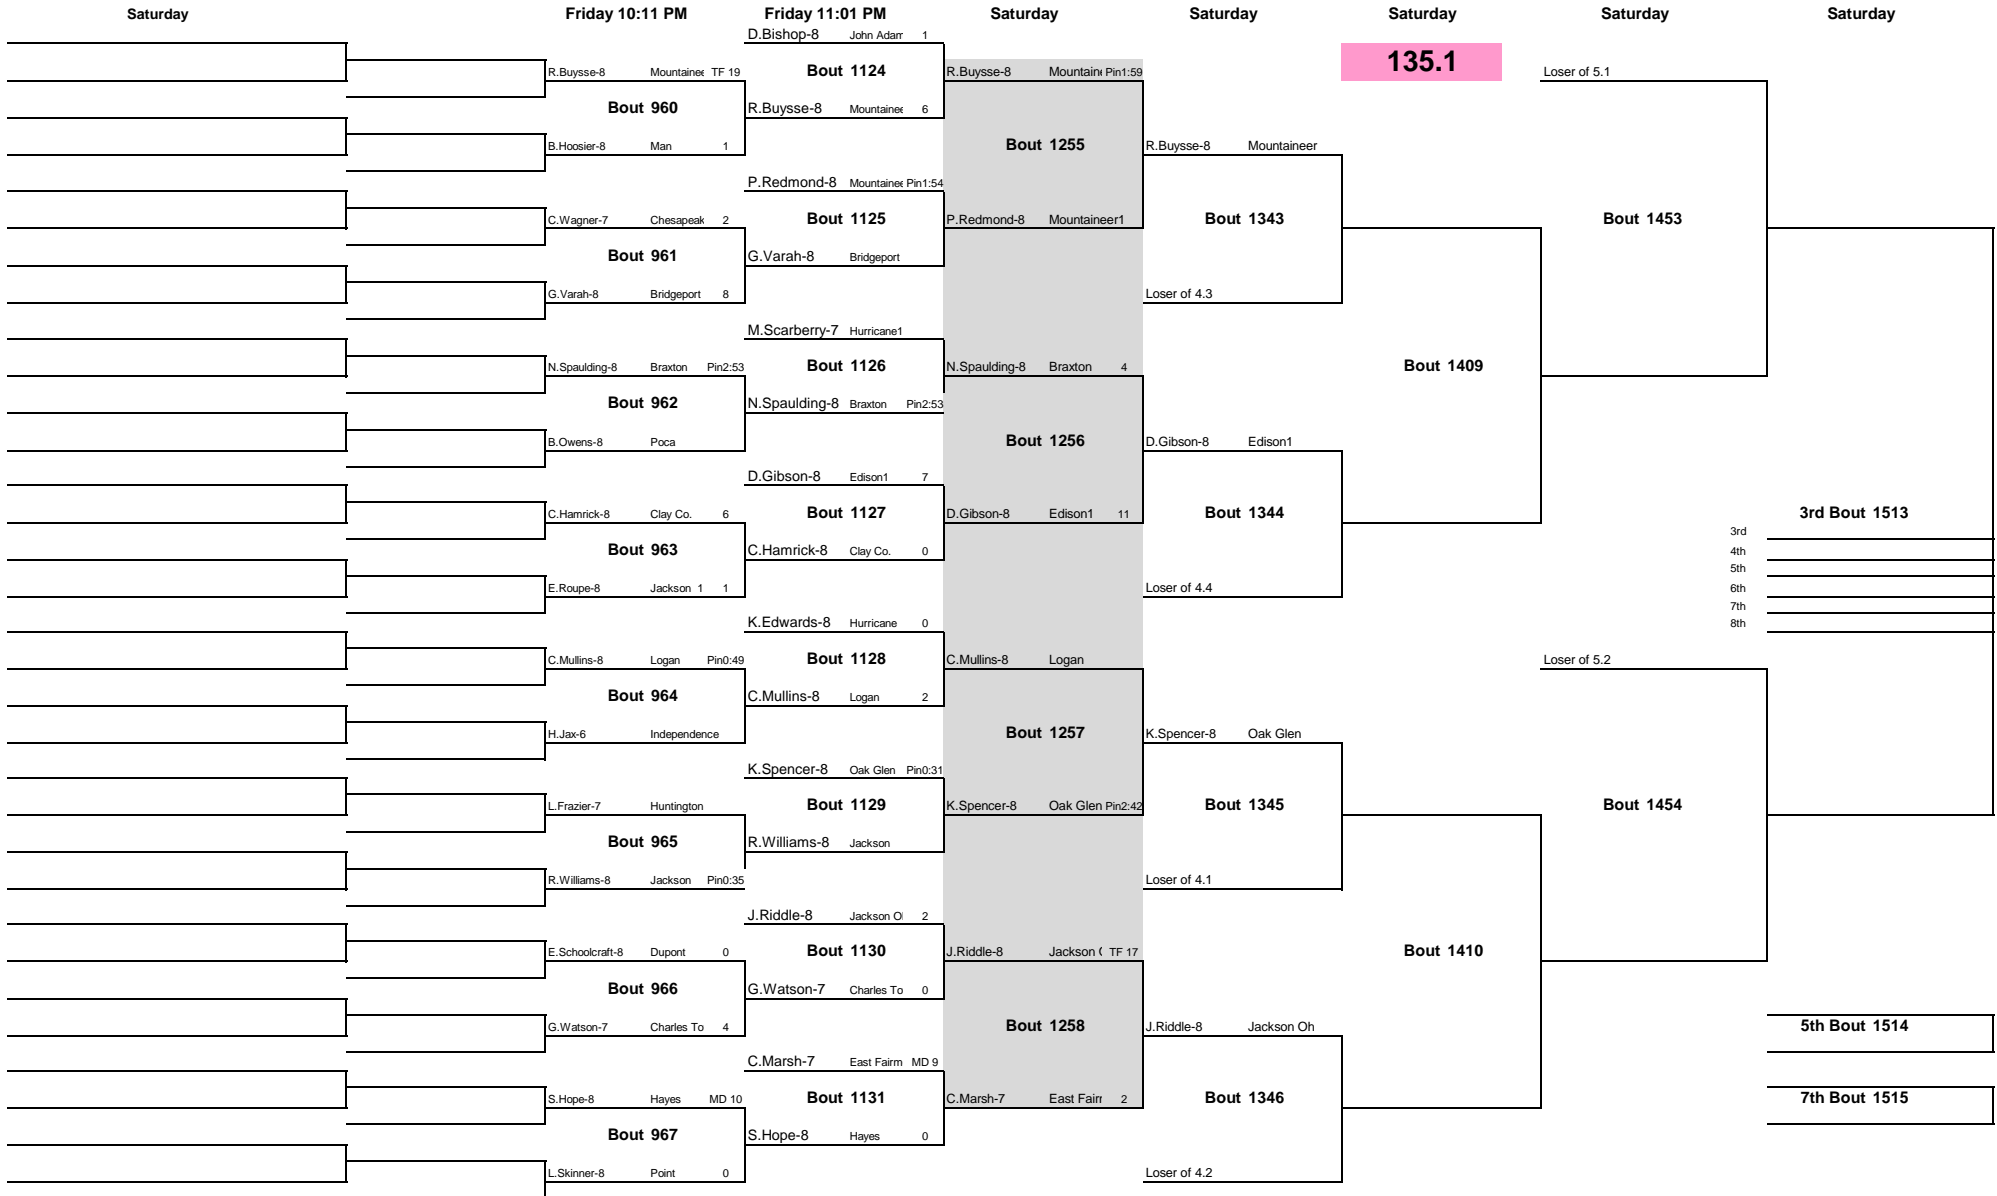 Saturday Friday 10:11 PM Friday 11:01 PM Saturday Saturday Saturday Saturday Saturday
D.Bishop-8 John Adam 1
135.1
R.Buysse-8 Mountainee TF 19 Bout 1124 R.Buysse-8 Mountain Pin1:59 Loser of 5.1
Bout 960 R.Buysse-8 Mountainee 6
B.Hoosier-8 Man 1 Bout 1255 R.Buysse-8 Mountaineer
P.Redmond-8 Mountainee Pin1:54
C.Wagner-7 Chesapeak 2 Bout 1125 P.Redmond-8 Mountaineer1 Bout 1343 Bout 1453
Bout 961 G.Varah-8 Bridgeport
G.Varah-8 Bridgeport 8 Loser of 4.3
M.Scarberry-7 Hurricane1
N.Spaulding-8 Braxton Pin2:53 Bout 1126 N.Spaulding-8 Braxton 4 Bout 1409
Bout 962 N.Spaulding-8 Braxton Pin2:53
B.Owens-8 Poca Bout 1256 D.Gibson-8 Edison1
D.Gibson-8 Edison1 7
C.Hamrick-8 Clay Co. 6 Bout 1127 D.Gibson-8 Edison1 11 Bout 1344 3rd Bout 1513
3rd
Bout 963 C.Hamrick-8 Clay Co. 0 4th
5th
E.Roupe-8 Jackson 1 1 Loser of 4.4 6th
7th
K.Edwards-8 Hurricane 0 8th
C.Mullins-8 Logan Pin0:49 Bout 1128 C.Mullins-8 Logan Loser of 5.2
Bout 964 C.Mullins-8 Logan 2
H.Jax-6 Independence Bout 1257 K.Spencer-8 Oak Glen
K.Spencer-8 Oak Glen Pin0:31
L.Frazier-7 Huntington Bout 1129 K.Spencer-8 Oak Glen Pin2:42 Bout 1345 Bout 1454
Bout 965 R.Williams-8 Jackson
R.Williams-8 Jackson Pin0:35 Loser of 4.1
J.Riddle-8 Jackson O 2
E.Schoolcraft-8 Dupont 0 Bout 1130 J.Riddle-8 Jackson ( TF 17 Bout 1410
Bout 966 G.Watson-7 Charles To 0
G.Watson-7 Charles To 4 Bout 1258 J.Riddle-8 Jackson Oh 5th Bout 1514
C.Marsh-7 East Fairm MD 9
S.Hope-8 Hayes MD 10 Bout 1131 C.Marsh-7 East Fairr 2 Bout 1346 7th Bout 1515
Bout 967 S.Hope-8 Hayes 0
L.Skinner-8 Point 0 Loser of 4.2